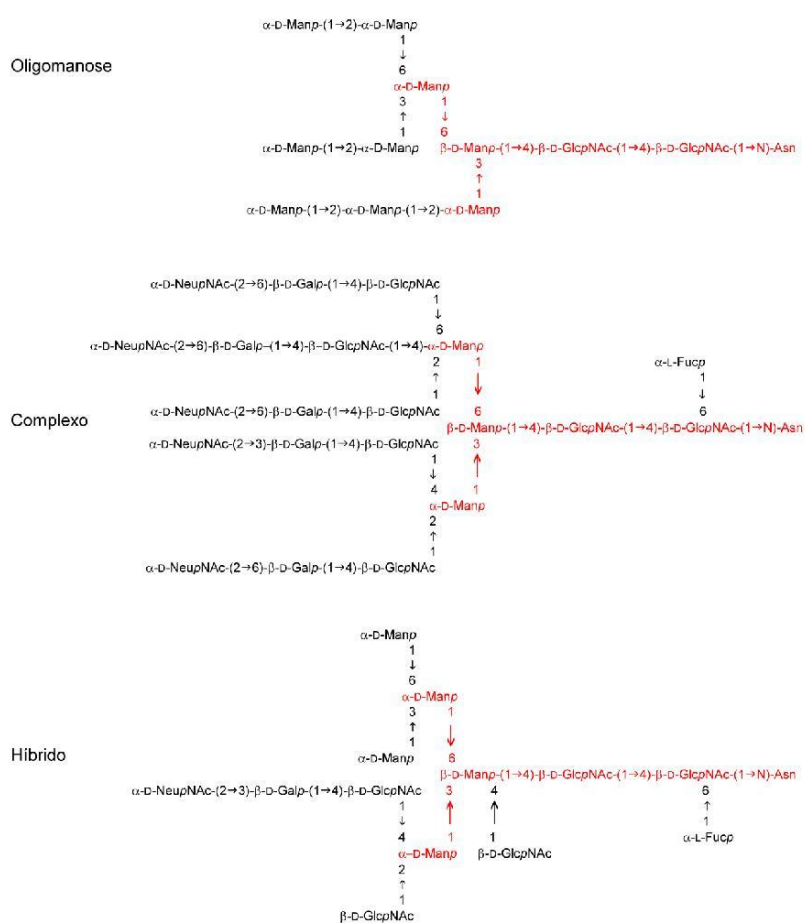 α-D-Manp-(1→2)-α-D-Manp
1
↓
Oligomanose
6
α-D-Manp
3 1
↑ ↓
1 6
α-D-Manp-(1→2)-α-D-Manp β-D-Manp-(1→4)-β-D-GlcpNAc-(1→4)-β-D-GlcpNAc-(1→N)-Asn
3
↑
1
α-D-Manp-(1→2)-α-D-Manp-(1→2)-α-D-Manp
α-D-NeupNAc-(2→6)-β-D-Galp-(1→4)-β-D-GlcpNAc
1
↓
6
α-D-NeupNAc-(2→6)-β-D-Galp-(1→4)-β-D-GlcpNAc-(1→4)-α-D-Manp
2 1 α-L-Fucp
↑ ↓ 1
1 ↓
α-D-NeupNAc-(2→6)-β-D-Galp-(1→4)-β-D-GlcpNAc 6 6
Complexo
β-D-Manp-(1→4)-β-D-GlcpNAc-(1→4)-β-D-GlcpNAc-(1→N)-Asn
α-D-NeupNAc-(2→3)-β-D-Galp-(1→4)-β-D-GlcpNAc 3
1 ↑
↓
4 1
α-D-Manp
2
↑
1
α-D-NeupNAc-(2→6)-β-D-Galp-(1→4)-β-D-GlcpNAc
α-D-Manp
1
↓
6
α-D-Manp
3 1
↑ ↓
1
Híbrido
α-D-Manp 6
β-D-Manp-(1→4)-β-D-GlcpNAc-(1→4)-β-D-GlcpNAc-(1→N)-Asn
α-D-NeupNAc-(2→3)-β-D-Galp-(1→4)-β-D-GlcpNAc 3 4 6
1 ↑ ↑ ↑
↓ 1
4 1 1 α-L-Fucp
α-D-Manp β-D-GlcpNAc
2
↑
1
β-D-GlcpNAc